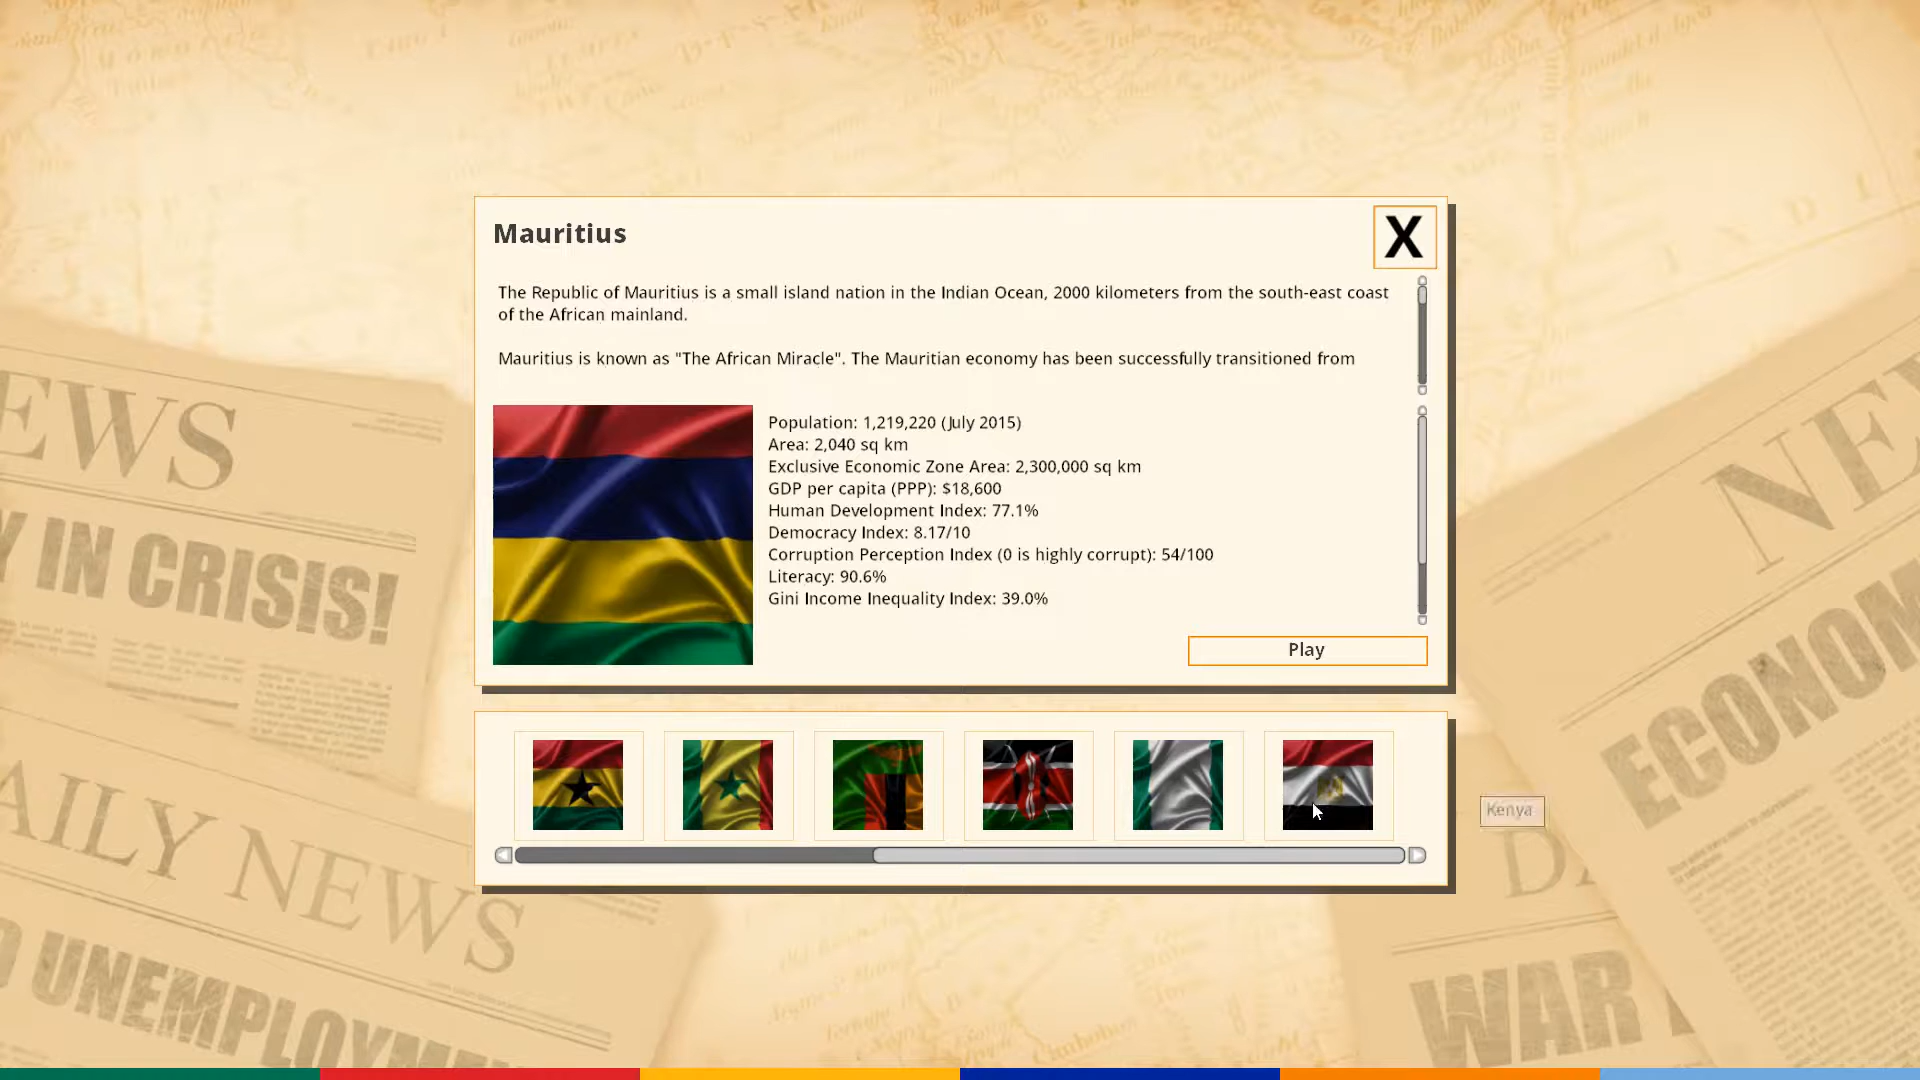 Mauritius
X
The Republic of Mauritius is a small island nation in the Indian Ocean, 2000 kilometers from the south-east coast
of the African mainland.
Mauritius is known as "The African Miracle". The Mauritian economy has been successfully transitioned from
Population: 1,219,220 (July 2015)
Area: 2,040 sq km
Exclusive Economic Zone Area: 2,300,000 sq km
GDP per capita (PPP): $18,600
Human Development Index: 77.1%
Democracy Index: 8.17/10
Corruption Perception Index (0 is highly corrupt): 54/100
Literacy: 90.6%
Gini Income Inequality Index: 39.0%
Play
Kenya
EWS
Y IN CRISIS!
AILY NEWS
UNEMPLOYME
NE
ECONOM
DA
WAR